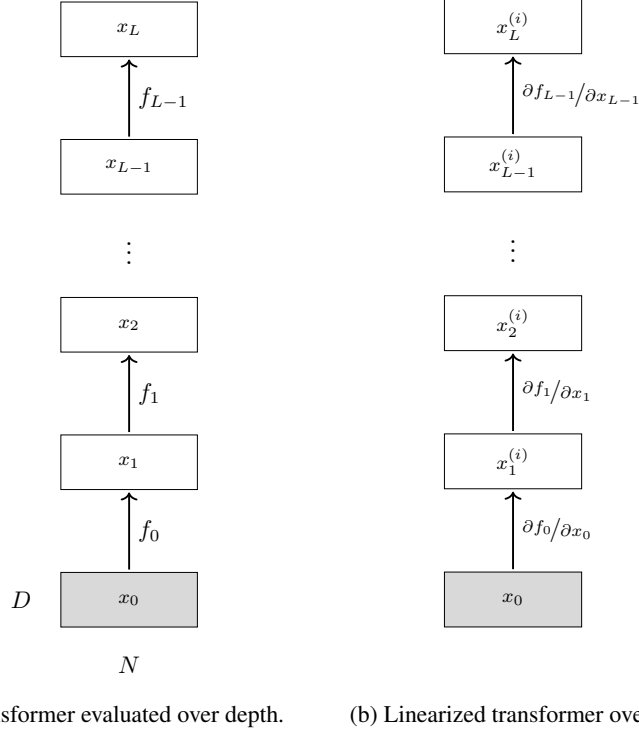 x_L
x_L^{(i)}
f_{L−1}
∂f_{L−1}/∂x_{L−1}
x_{L−1}
x_{L−1}^{(i)}
⋮
⋮
x_2
x_2^{(i)}
f_1
∂f_1/∂x_1
x_1
x_1^{(i)}
f_0
∂f_0/∂x_0
D
x_0
x_0
N
sformer evaluated over depth.
(b) Linearized transformer ove